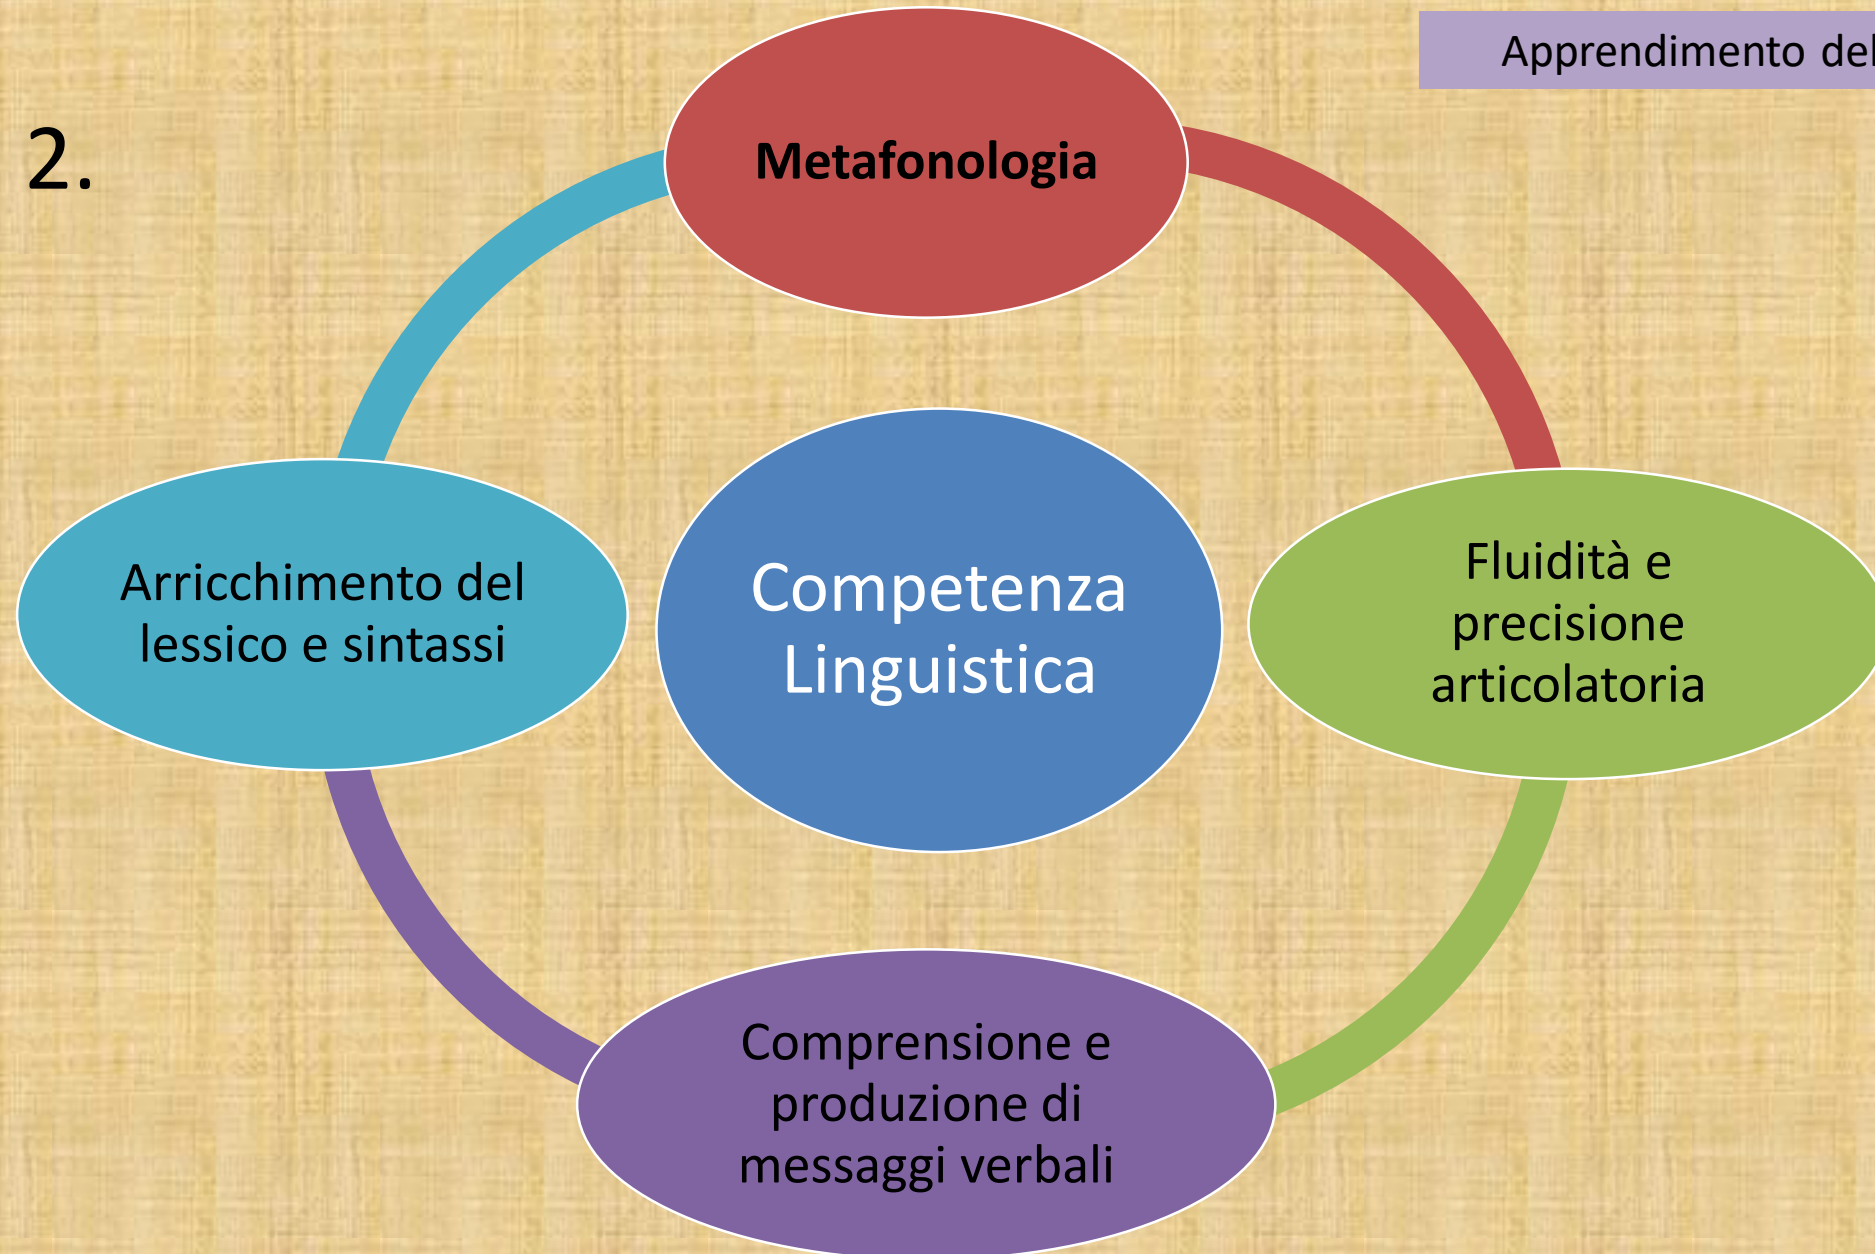 Apprendimento del
2.
Metafonologia
Arricchimento del
lessico e sintassi
Competenza
Linguistica
Fluidità e
precisione
articolatoria
Comprensione e
produzione di
messaggi verbali